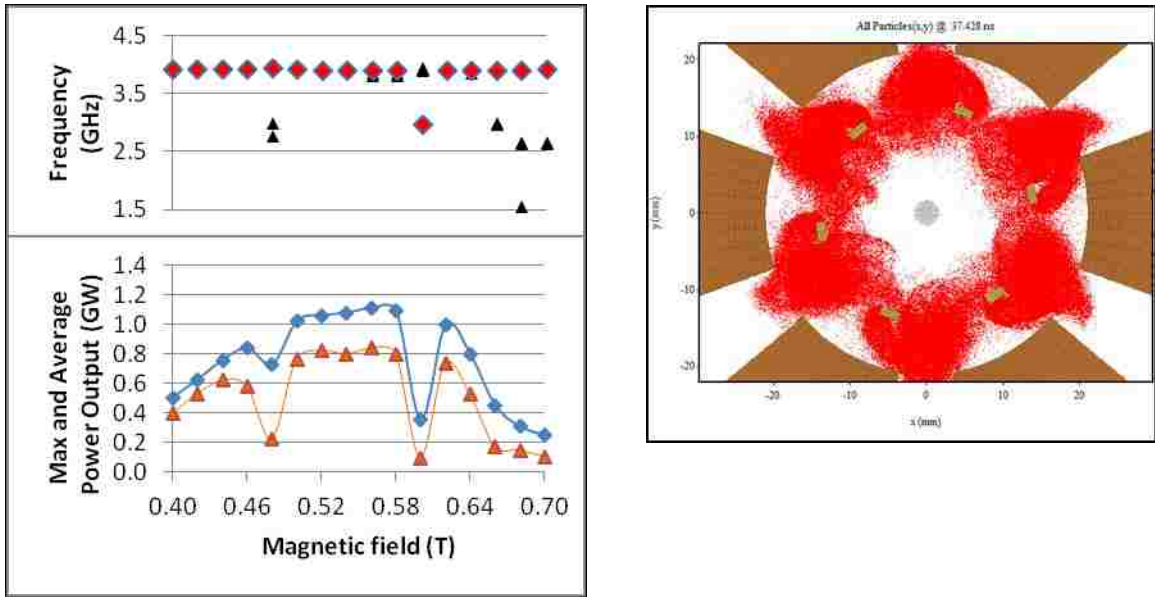 4.5
3.5
2.5
1.5
Frequency
(GHz)
1.4
1.2
1.0
0.8
0.6
0.4
0.2
0.0
Max and Average
Power Output (GW)
0.40 0.46 0.52 0.58 0.64 0.70
Magnetic field (T)
All Particles(x,y) @ 37.428 ns
20
10
0
-10
-20
y (mm)
-20 -10 0 10 20
x (mm)